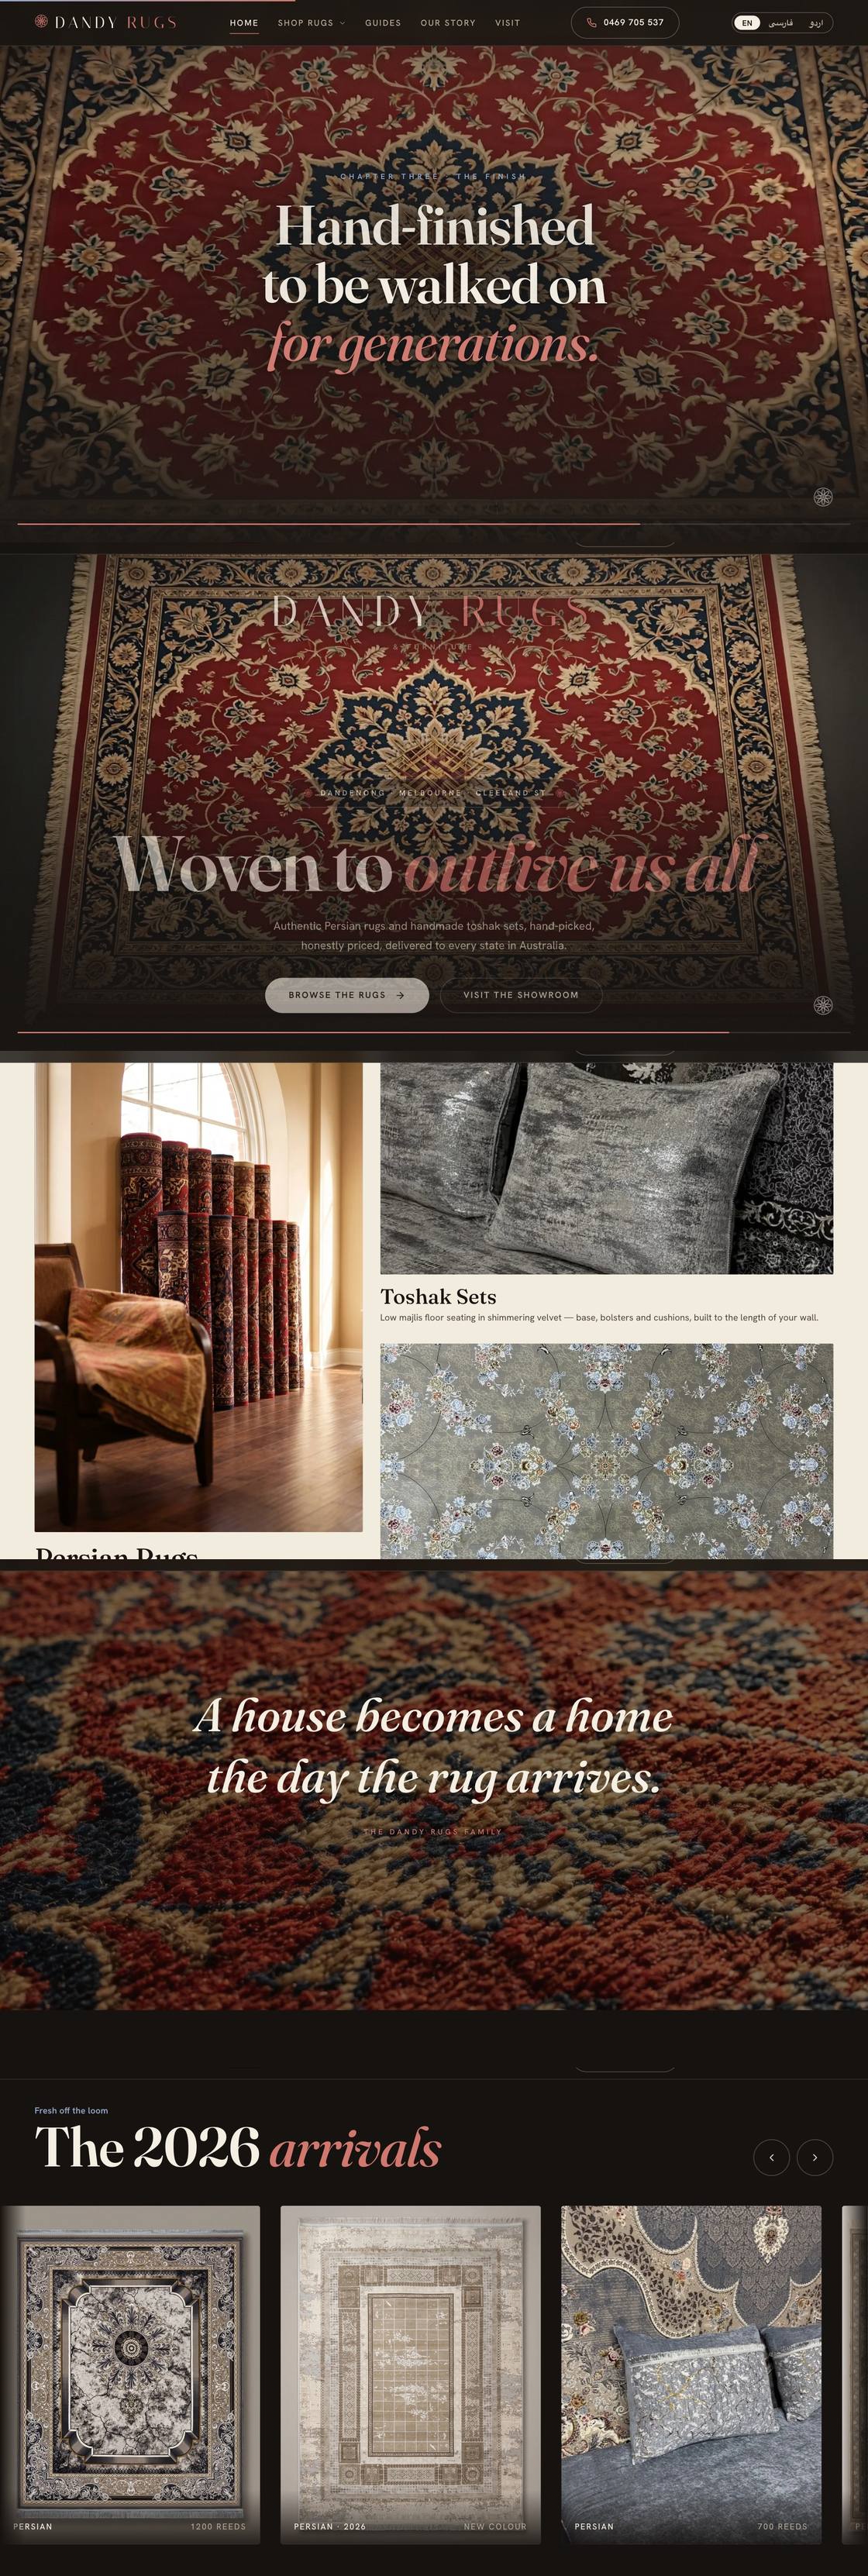 DANDY RUGS
HOME
SHOP RUGS
GUIDES
OUR STORY
VISIT
0469 705 537
EN
فارسی
اردو
CHAPTER THREE · THE FINISH
Hand-finished
to be walked on
for generations.
DANDY RUGS
& FURNITURE
DANDENONG · MELBOURNE · CLEELAND ST
Woven to outlive us all
Authentic Persian rugs and handmade toshak sets, hand-picked,
honestly priced, delivered to every state in Australia.
BROWSE THE RUGS →
VISIT THE SHOWROOM
Toshak Sets
Low majlis floor seating in shimmering velvet — base, bolsters and cushions, built to the length of your wall.
Persian Rugs
A house becomes a home
the day the rug arrives.
THE DANDY RUGS FAMILY
Fresh off the loom
The 2026 arrivals
PERSIAN
1200 REEDS
PERSIAN · 2026
NEW COLOUR
PERSIAN
700 REEDS